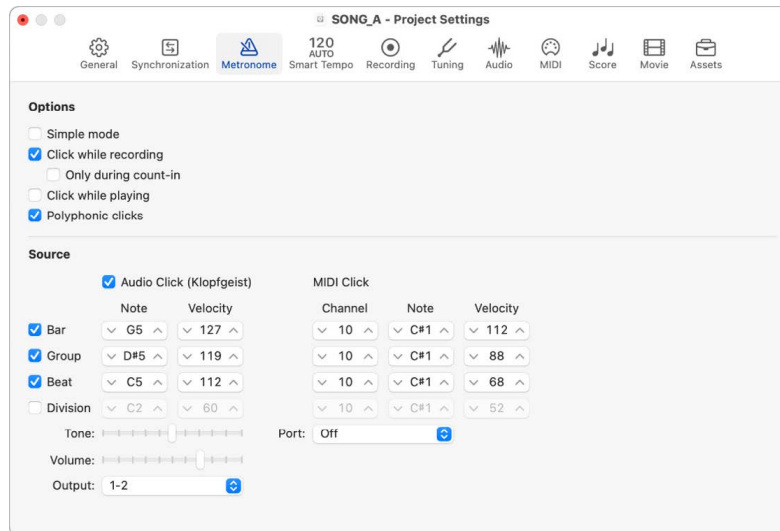 SONG_A - Project Settings
120
AUTO
General Synchronization Metronome Smart Tempo Recording Tuning Audio MIDI Score Movie Assets
Options
Simple mode
Click while recording
Only during count-in
Click while playing
Polyphonic clicks
Source
Audio Click (Klopfgeist) MIDI Click
Note Velocity Channel Note Velocity
Bar G5 127 10 C#1 112
Group D#5 119 10 C#1 88
Beat C5 112 10 C#1 68
Division C2 60 10 C#1 52
Tone: Port: Off
Volume:
Output: 1-2